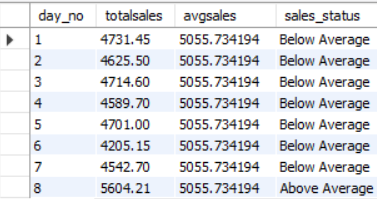 day_no totalsales avgsales sales_status
1 4731.45 5055.734194 Below Average
2 4625.50 5055.734194 Below Average
3 4714.60 5055.734194 Below Average
4 4589.70 5055.734194 Below Average
5 4701.00 5055.734194 Below Average
6 4205.15 5055.734194 Below Average
7 4542.70 5055.734194 Below Average
8 5604.21 5055.734194 Above Average